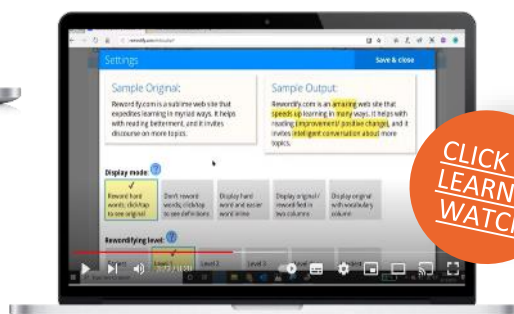 Settings
Save & close
Sample Original:
Rewordify.com is a sublime web site that
expedites learning in myriad ways. It helps
with reading betterment, and it invites
discourse on more topics.
Sample Output:
Rewordify.com is an amazing web site that
speeds up learning in many ways. It helps with
reading (improvement/ positive change), and it
invites intelligent conversation about more
topics.
Display mode:
Reword hard
words; click/tap
to see original
Don't reword
words; click/tap
to see definitions
Display hard
word and easier
word inline
Display original /
rewordified in
two columns
Display original
with vocabulary
column
Rewordifying level:
Level 1
Level 2
Level 3
CLICK
LEARN
WATCH